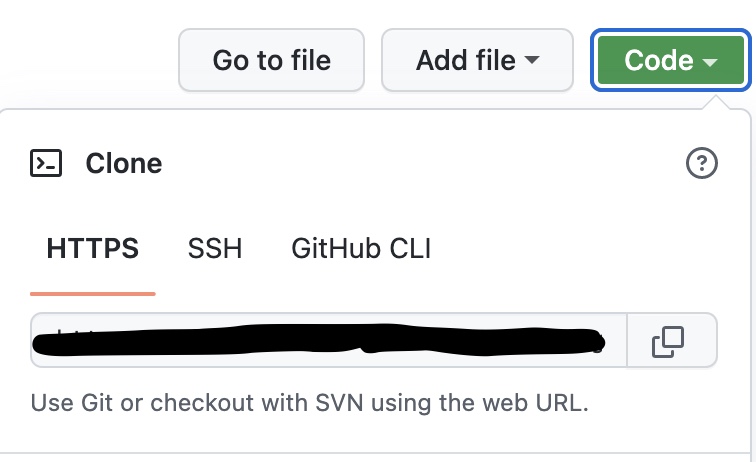 Go to file Add file Code
Clone
HTTPS SSH GitHub CLI
Use Git or checkout with SVN using the web URL.